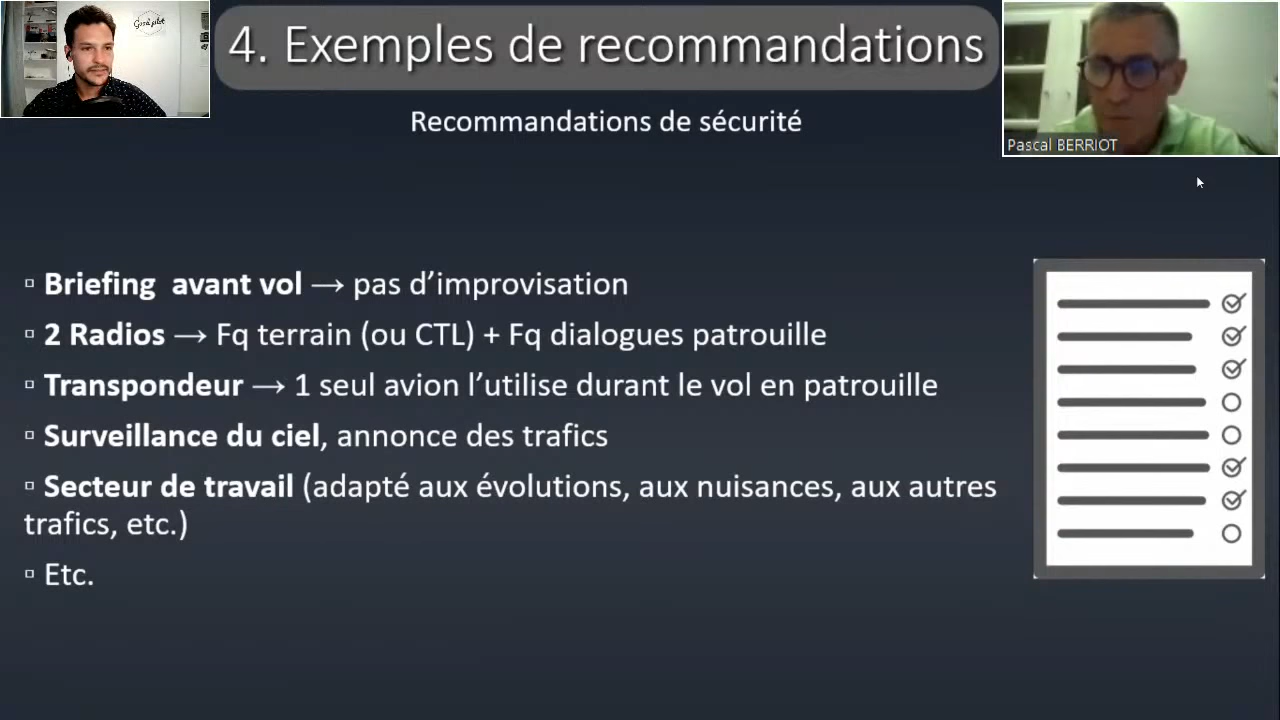 Good pilot
4. Exemples de recommandations
Recommandations de sécurité
Pascal BERRIOT
▫ Briefing avant vol → pas d’improvisation
▫ 2 Radios → Fq terrain (ou CTL) + Fq dialogues patrouille
▫ Transpondeur → 1 seul avion l’utilise durant le vol en patrouille
▫ Surveillance du ciel, annonce des trafics
▫ Secteur de travail (adapté aux évolutions, aux nuisances, aux autres
trafics, etc.)
▫ Etc.